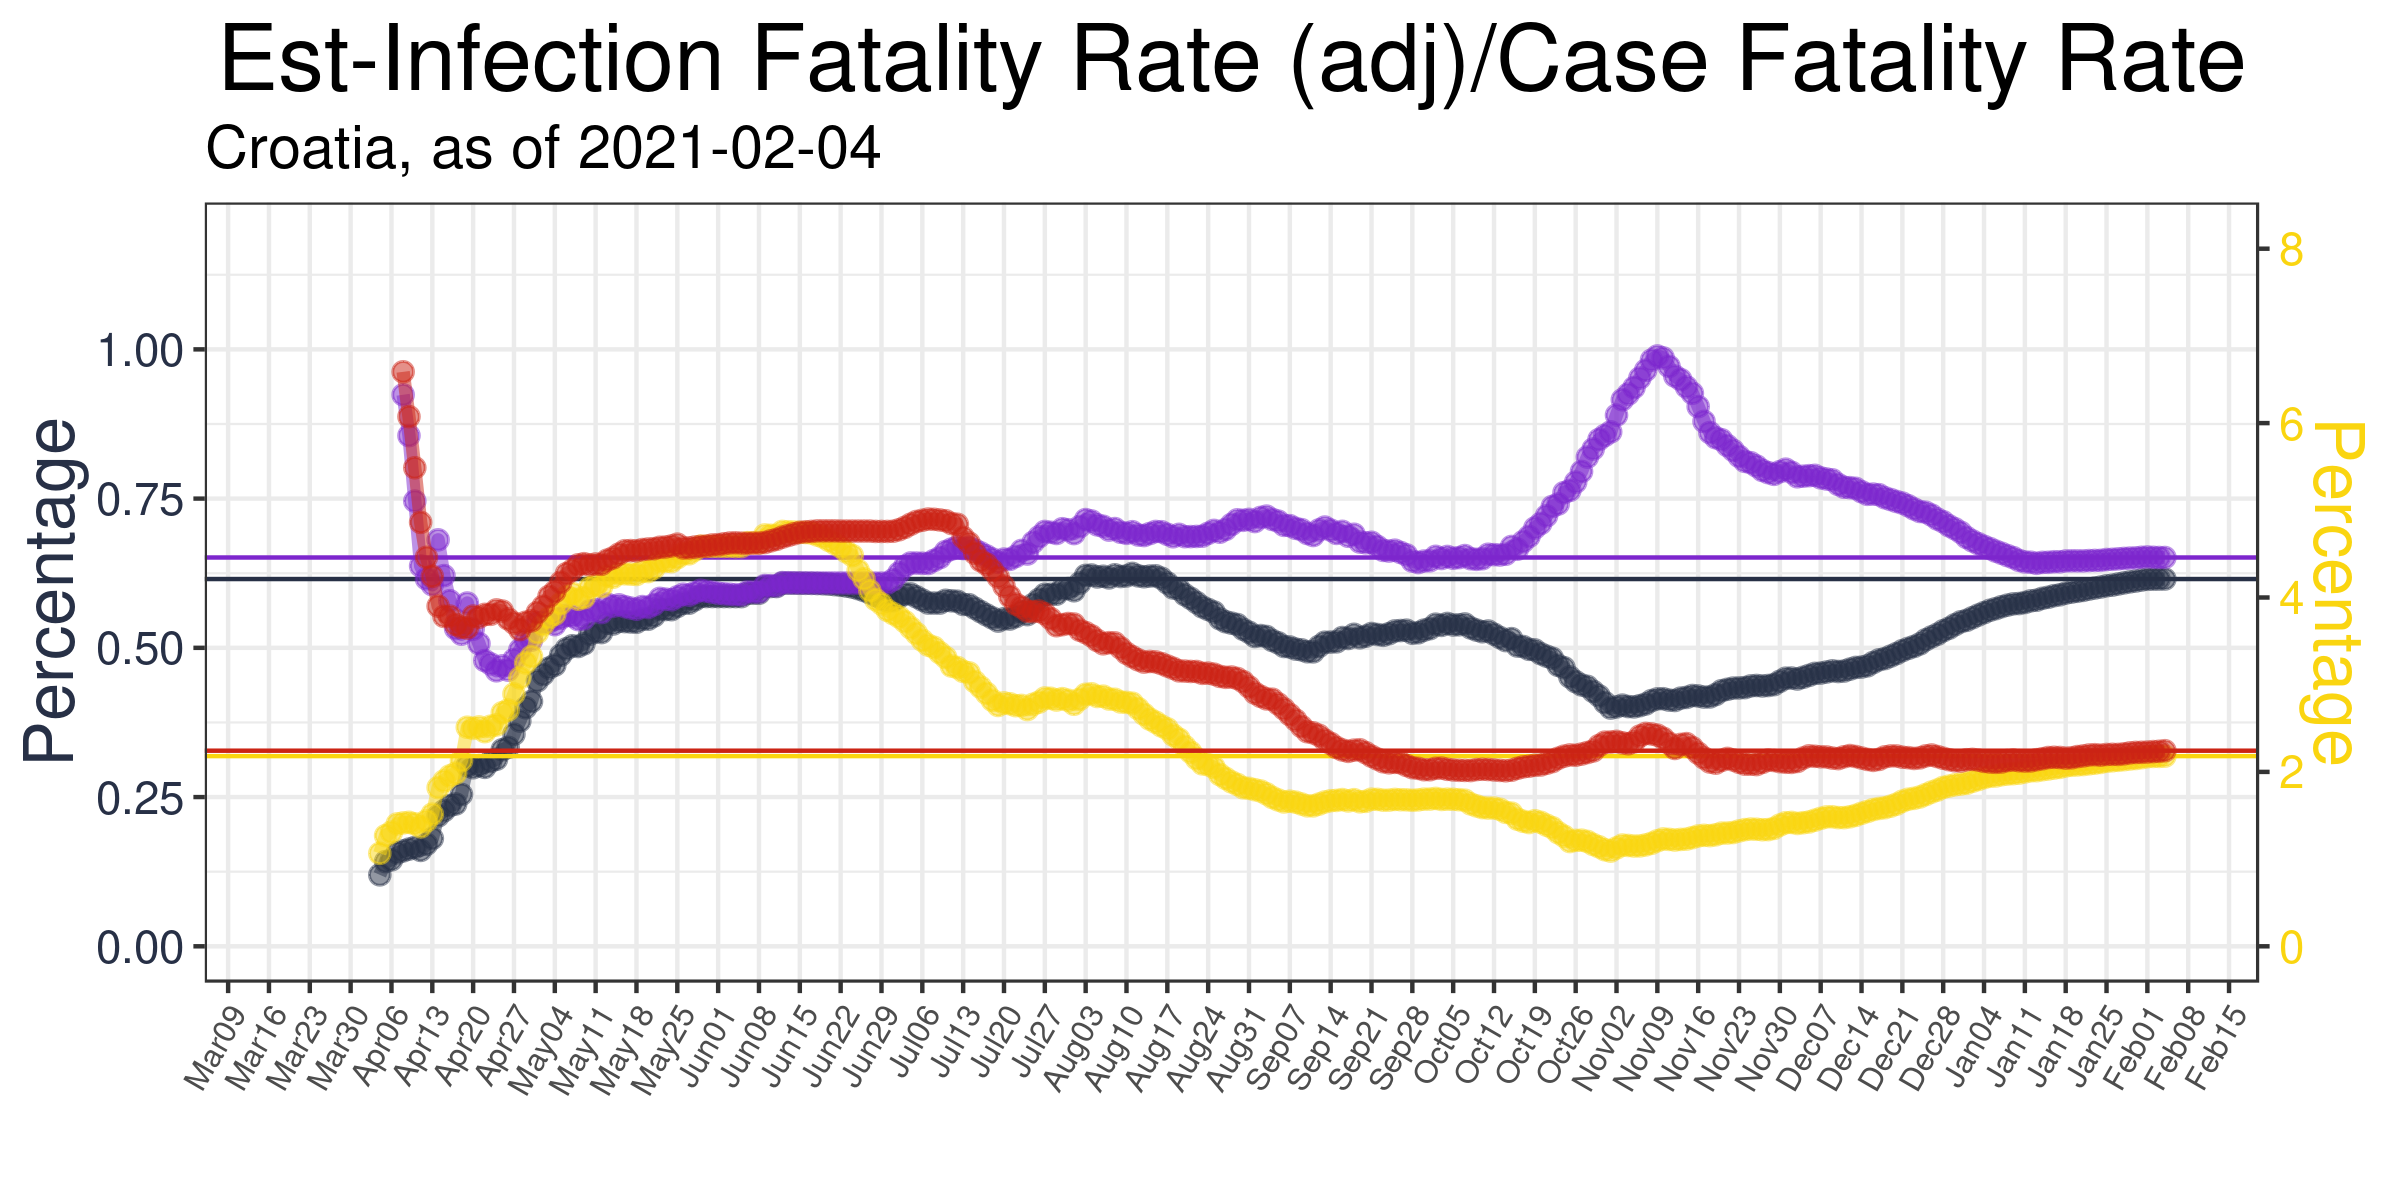 Est-Infection Fatality Rate (adj)/Case Fatality Rate
Croatia, as of 2021-02-04
Percentage
1.00
0.75
0.50
0.25
0.00
8
6
4
2
0
Percentage
Mar09
Mar16
Mar23
Mar30
Apr06
Apr13
Apr20
Apr27
May04
May11
May18
May25
Jun01
Jun08
Jun15
Jun22
Jun29
Jul06
Jul13
Jul20
Jul27
Aug03
Aug10
Aug17
Aug24
Aug31
Sep07
Sep14
Sep21
Sep28
Oct05
Oct12
Oct19
Oct26
Nov02
Nov09
Nov16
Nov23
Nov30
Dec07
Dec14
Dec21
Dec28
Jan04
Jan11
Jan18
Jan25
Feb01
Feb08
Feb15